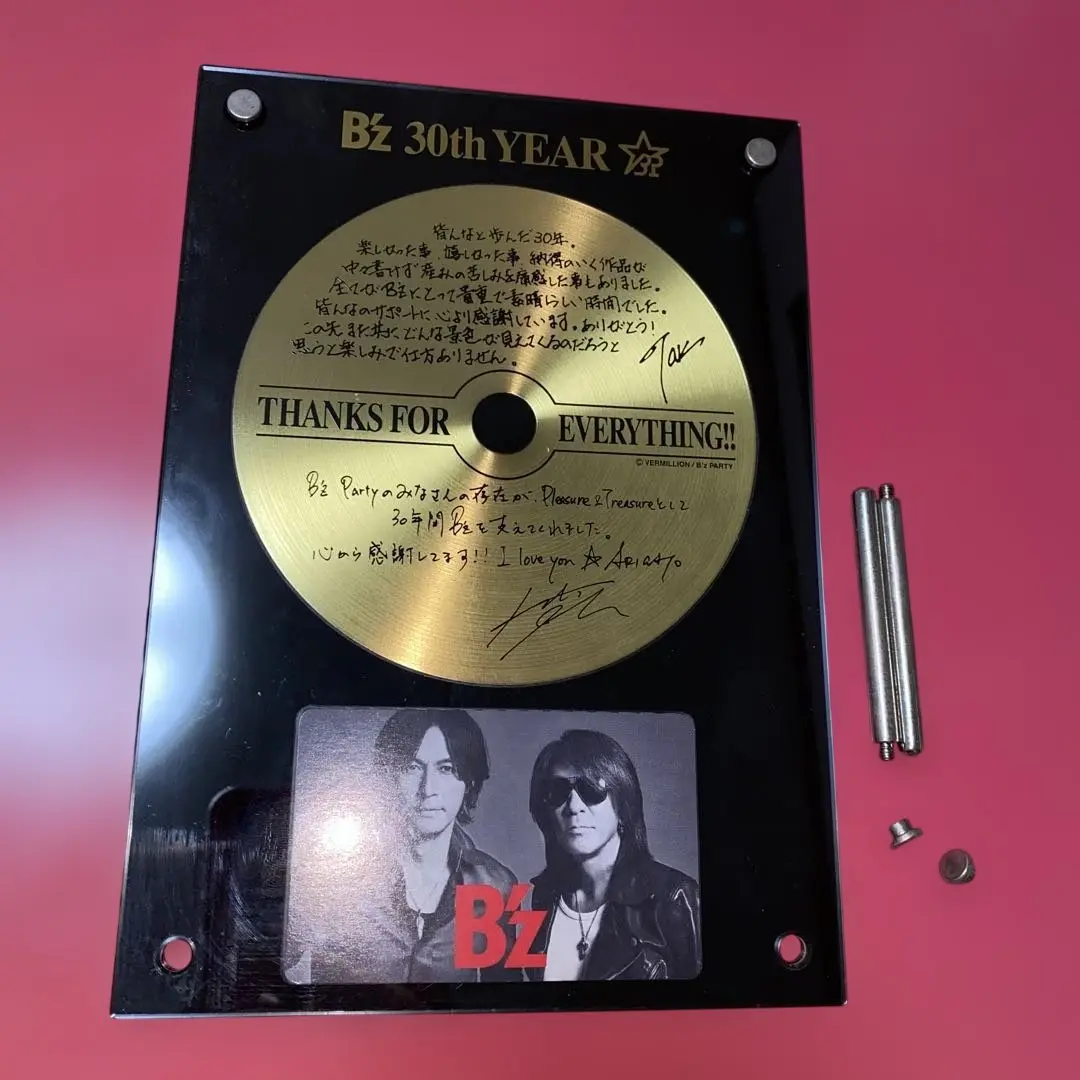 B'z 30th YEAR
皆んなと歩んだ30年。
楽しかった事、嬉しかった事、納得のいく作品が
中々書けず産みの苦しみを痛感した事もありました。
全てがB'zにとって貴重で素晴らしい時間でした。
皆んなのサポートに心より感謝しています。ありがとう!
この先また共に、どんな景色が見えてくるのだろうと
思うと楽しみで仕方ありません。
Tak
THANKS FOR EVERYTHING!!
© VERMILLION / B'z PARTY
B'z Partyのみなさんの存在が、Pleasure & Treasureとして
30年間B'zを支えてくれました。
心から感謝してます!! I love you ☆ ARIGATO
B'z